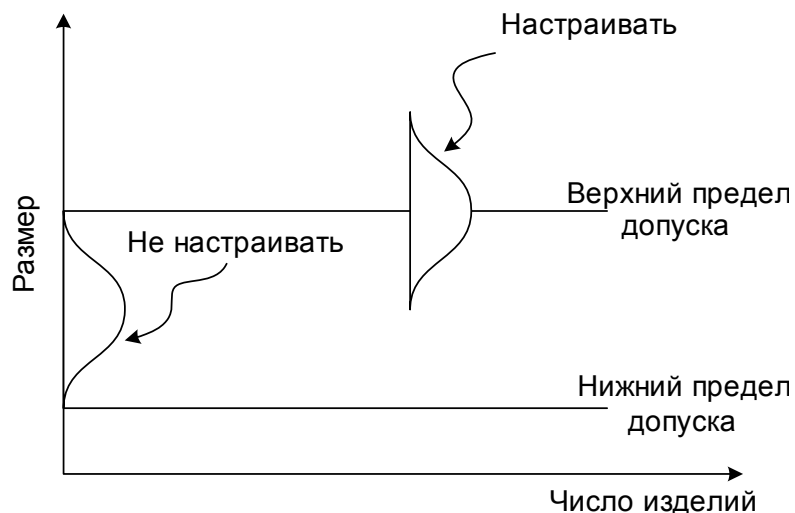 Настраивать
Верхний предел
допуска
Не настраивать
Размер
Нижний предел
допуска
Число изделий